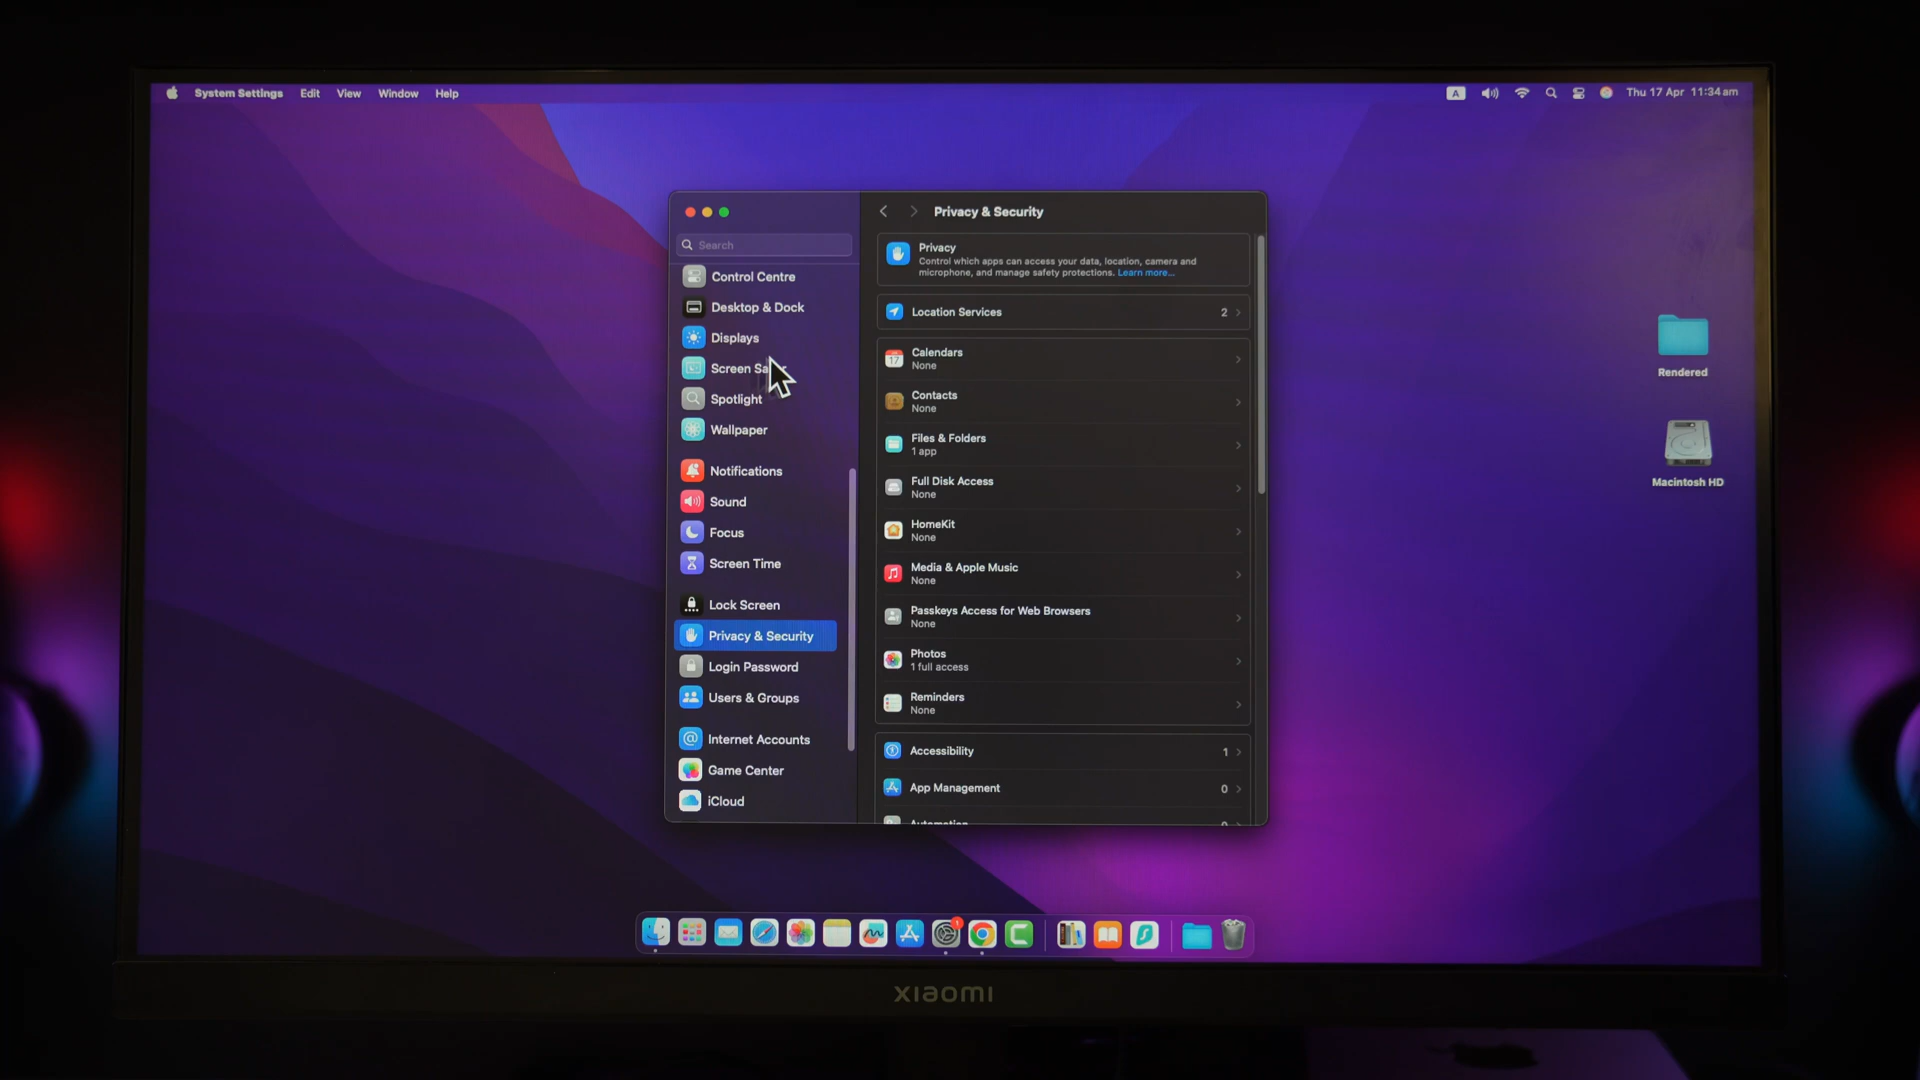 System Settings Edit View Window Help
A Thu 17 Apr 11:34 am
Search
Control Centre
Desktop & Dock
Displays
Spotlight
Wallpaper
Notifications
Sound
Focus
Screen Time
Lock Screen
Privacy & Security
Login Password
Users & Groups
Internet Accounts
Game Center
iCloud
Privacy & Security
Privacy
Control which apps can access your data, location, camera and
microphone, and manage safety protections. Learn more...
Location Services 2
17
Calendars
None
Contacts
None
Files & Folders
1 app
Full Disk Access
None
HomeKit
None
Media & Apple Music
None
Passkeys Access for Web Browsers
None
Photos
1 full access
Reminders
None
Accessibility 1
App Management 0
Automation 0
Rendered
Macintosh HD
1
xiaomi